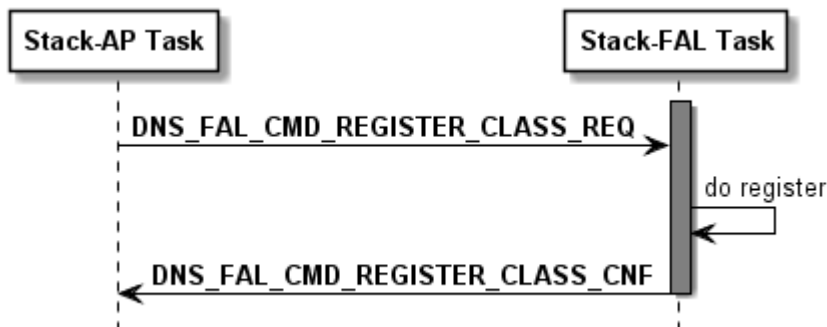 Stack-AP Task
Stack-FAL Task
DNS_FAL_CMD_REGISTER_CLASS_REQ
do register
DNS_FAL_CMD_REGISTER_CLASS_CNF